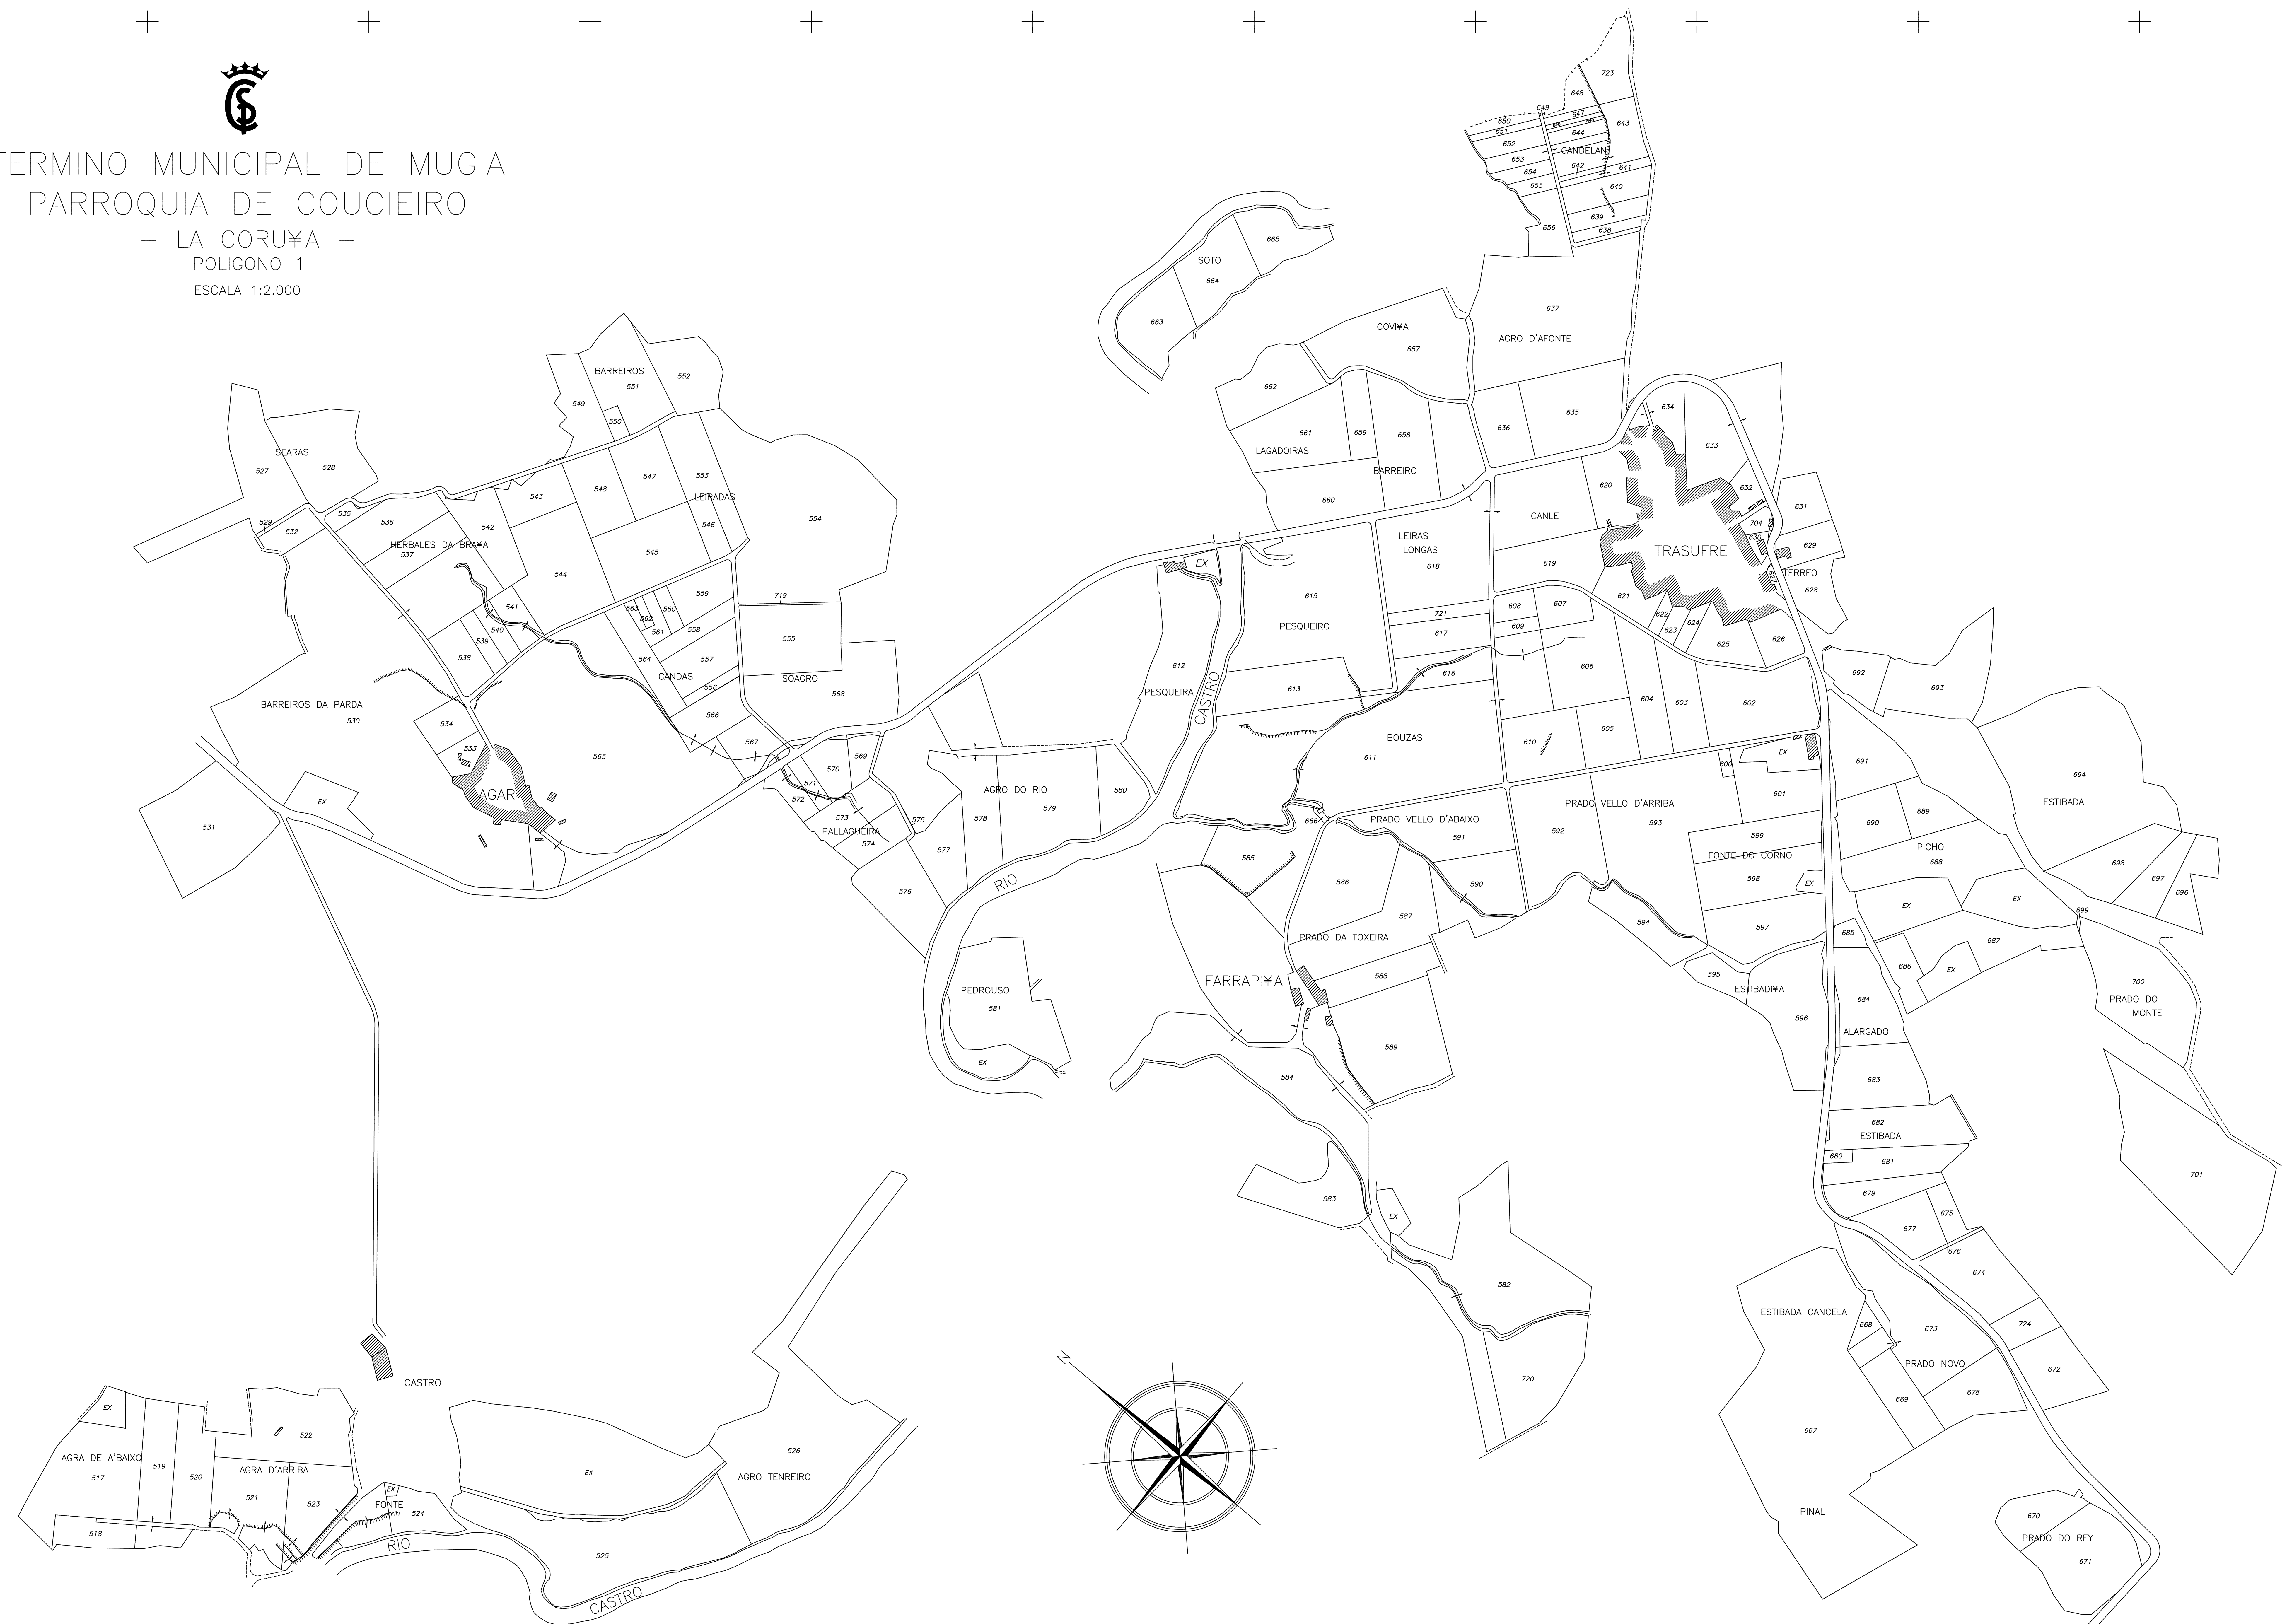 TERMINO MUNICIPAL DE MUGIA
PARROQUIA DE COUCIEIRO
- LA CORU¥A -
POLIGONO 1
ESCALA 1:2.000
723
648
649
647
650
651
643
644
652
CANDELAN
653
642
641
654
655
640
639
638
656
665
SOTO
664
663
637
AGRO D'AFONTE
COVI¥A
657
662
661
659
658
636
635
634
633
LAGADOIRAS
BARREIRO
660
BARREIROS
551
552
549
550
SEARAS
527
528
529
532
535
536
543
548
547
553
LEIRADAS
542
546
554
HERBALES DA BRA¥A
537
545
544
541
540
539
538
563
562
561
560
559
558
719
564
557
CANDAS
556
555
SOAGRO
568
566
567
BARREIROS DA PARDA
530
534
533
565
AGAR
EX
531
569
570
571
572
573
PALLAGUEIRA
574
575
576
577
578
AGRO DO RIO
579
580
RIO
CASTRO
EX
612
PESQUEIRA
615
PESQUEIRO
613
LEIRAS
LONGAS
618
721
617
616
CANLE
620
619
TRASUFRE
632
631
704
630
629
TERREO
627
628
608
607
609
621
622
623
624
625
626
606
604
603
602
605
610
BOUZAS
611
692
693
694
ESTIBADA
EX
600
601
691
PRADO VELLO D'ARRIBA
593
592
PRADO VELLO D'ABAIXO
591
590
666
585
586
587
PRADO DA TOXEIRA
588
589
FARRAPI¥A
599
FONTE DO CORNO
598
EX
597
594
595
ESTIBADI¥A
596
690
689
PICHO
688
EX
EX
698
697
696
699
685
687
686
EX
684
ALARGADO
683
700
PRADO DO
MONTE
701
PEDROUSO
581
EX
584
583
EX
582
720
682
ESTIBADA
680
681
679
675
677
676
674
ESTIBADA CANCELA
668
673
724
PRADO NOVO
672
669
678
667
PINAL
670
PRADO DO REY
671
N
CASTRO
EX
AGRA DE A'BAIXO
517
519
520
518
522
AGRA D'ARRIBA
521
523
FONTE
EX
524
RIO
CASTRO
525
EX
526
AGRO TENREIRO